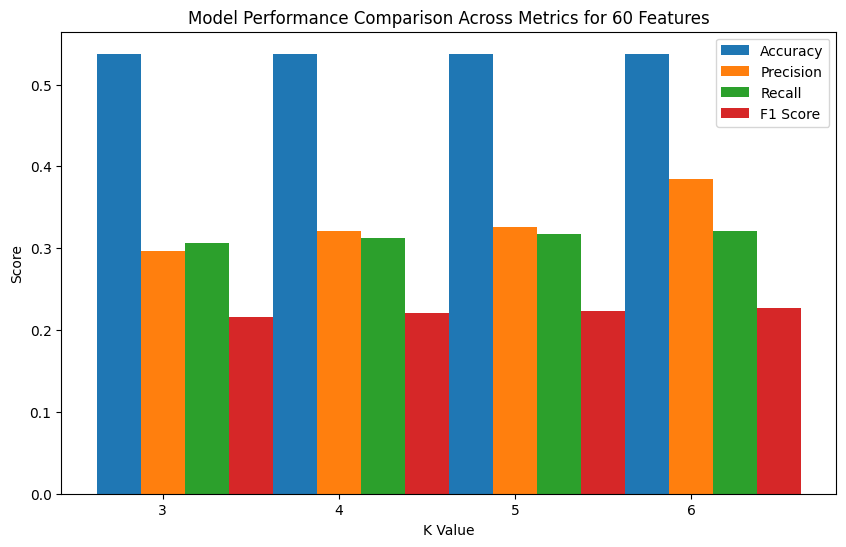 Model Performance Comparison Across Metrics for 60 Features
Accuracy
Precision
Recall
F1 Score
0.5
0.4
0.3
0.2
0.1
0.0
Score
3 4 5 6
K Value